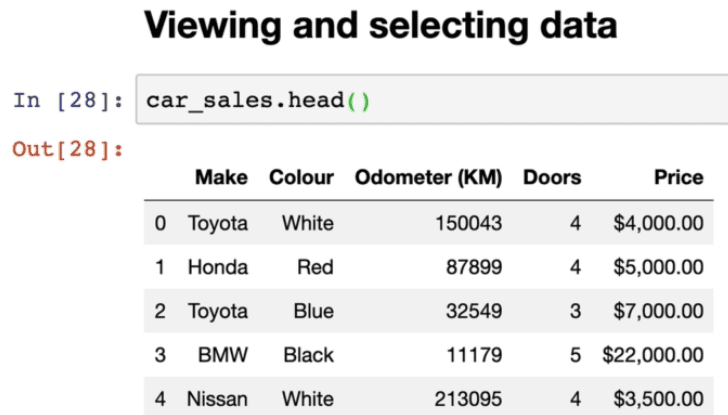 Viewing and selecting data
In [28]: car_sales.head()
Out[28]:
Make Colour Odometer (KM) Doors Price
0 Toyota White 150043 4 $4,000.00
1 Honda Red 87899 4 $5,000.00
2 Toyota Blue 32549 3 $7,000.00
3 BMW Black 11179 5 $22,000.00
4 Nissan White 213095 4 $3,500.00